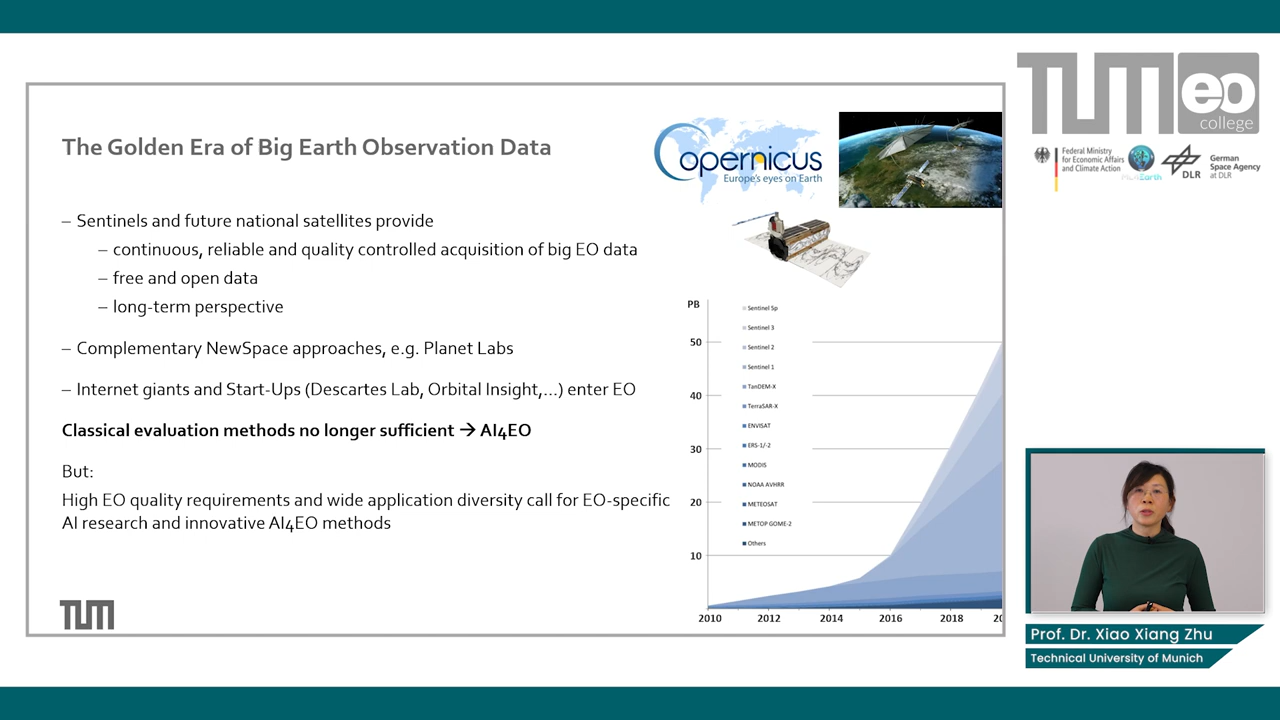 The Golden Era of Big Earth Observation Data
– Sentinels and future national satellites provide
– continuous, reliable and quality controlled acquisition of big EO data
– free and open data
– long-term perspective
– Complementary NewSpace approaches, e.g. Planet Labs
– Internet giants and Start-Ups (Descartes Lab, Orbital Insight,…) enter EO
Classical evaluation methods no longer sufficient → AI4EO
But:
High EO quality requirements and wide application diversity call for EO-specific
AI research and innovative AI4EO methods
TUM
Copernicus
Europe's eyes on Earth
PB
50
40
30
20
10
Sentinel 5p
Sentinel 3
Sentinel 2
Sentinel 1
TanDEM-X
TerraSAR-X
ENVISAT
ERS-1/-2
MODIS
NOAA AVHRR
METEOSAT
METOP GOME-2
Others
2010 2012 2014 2016 2018 20
TUM eo
college
Federal Ministry
for Economic Affairs
and Climate Action
ML4Earth
DLR
German
Space Agency
at DLR
Prof. Dr. Xiao Xiang Zhu
Technical University of Munich